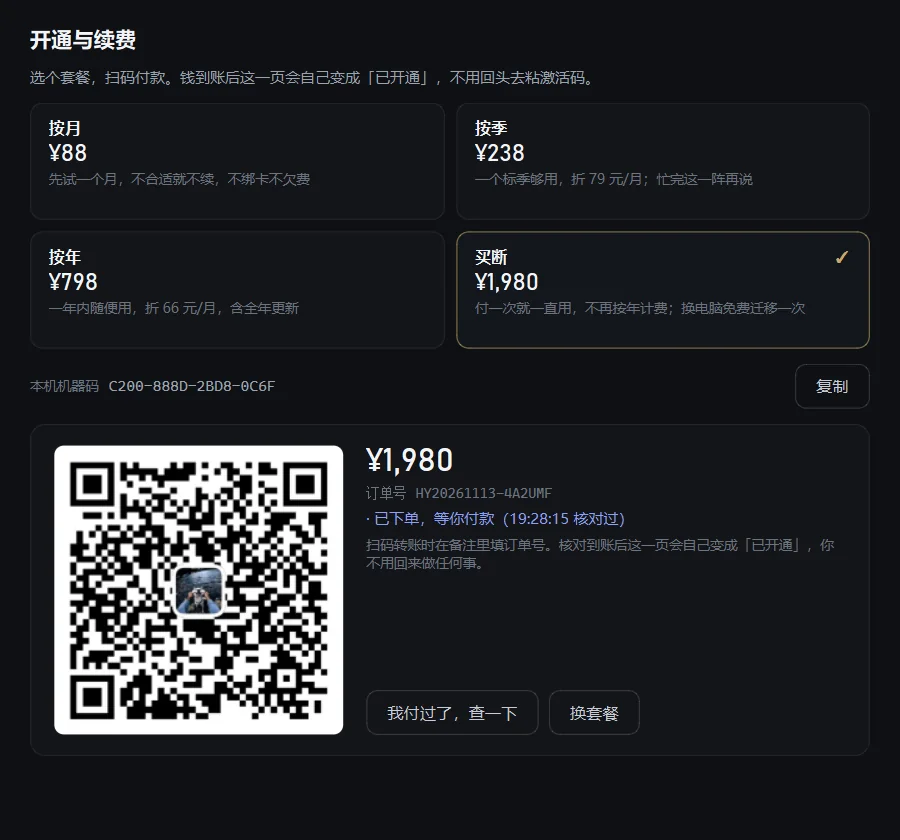 开通与续费
选个套餐，扫码付款。钱到账后这一页会自己变成「已开通」，不用回头去粘激活码。
按月
¥88
先试一个月，不合适就不续，不绑卡不欠费
按季
¥238
一个标季够用，折 79 元/月；忙完这一阵再说
按年
¥798
一年内随便用，折 66 元/月，含全年更新
买断 ✓
¥1,980
付一次就一直用，不再按年计费；换电脑免费迁移一次
本机机器码 C200-888D-2BD8-0C6F
复制
¥1,980
订单号 HY20261113-4A2UMF
· 已下单，等你付款（19:28:15 核对过）
扫码转账时在备注里填订单号。核对到账后这一页会自己变成「已开通」，你
不用回来做任何事。
我付过了，查一下
换套餐